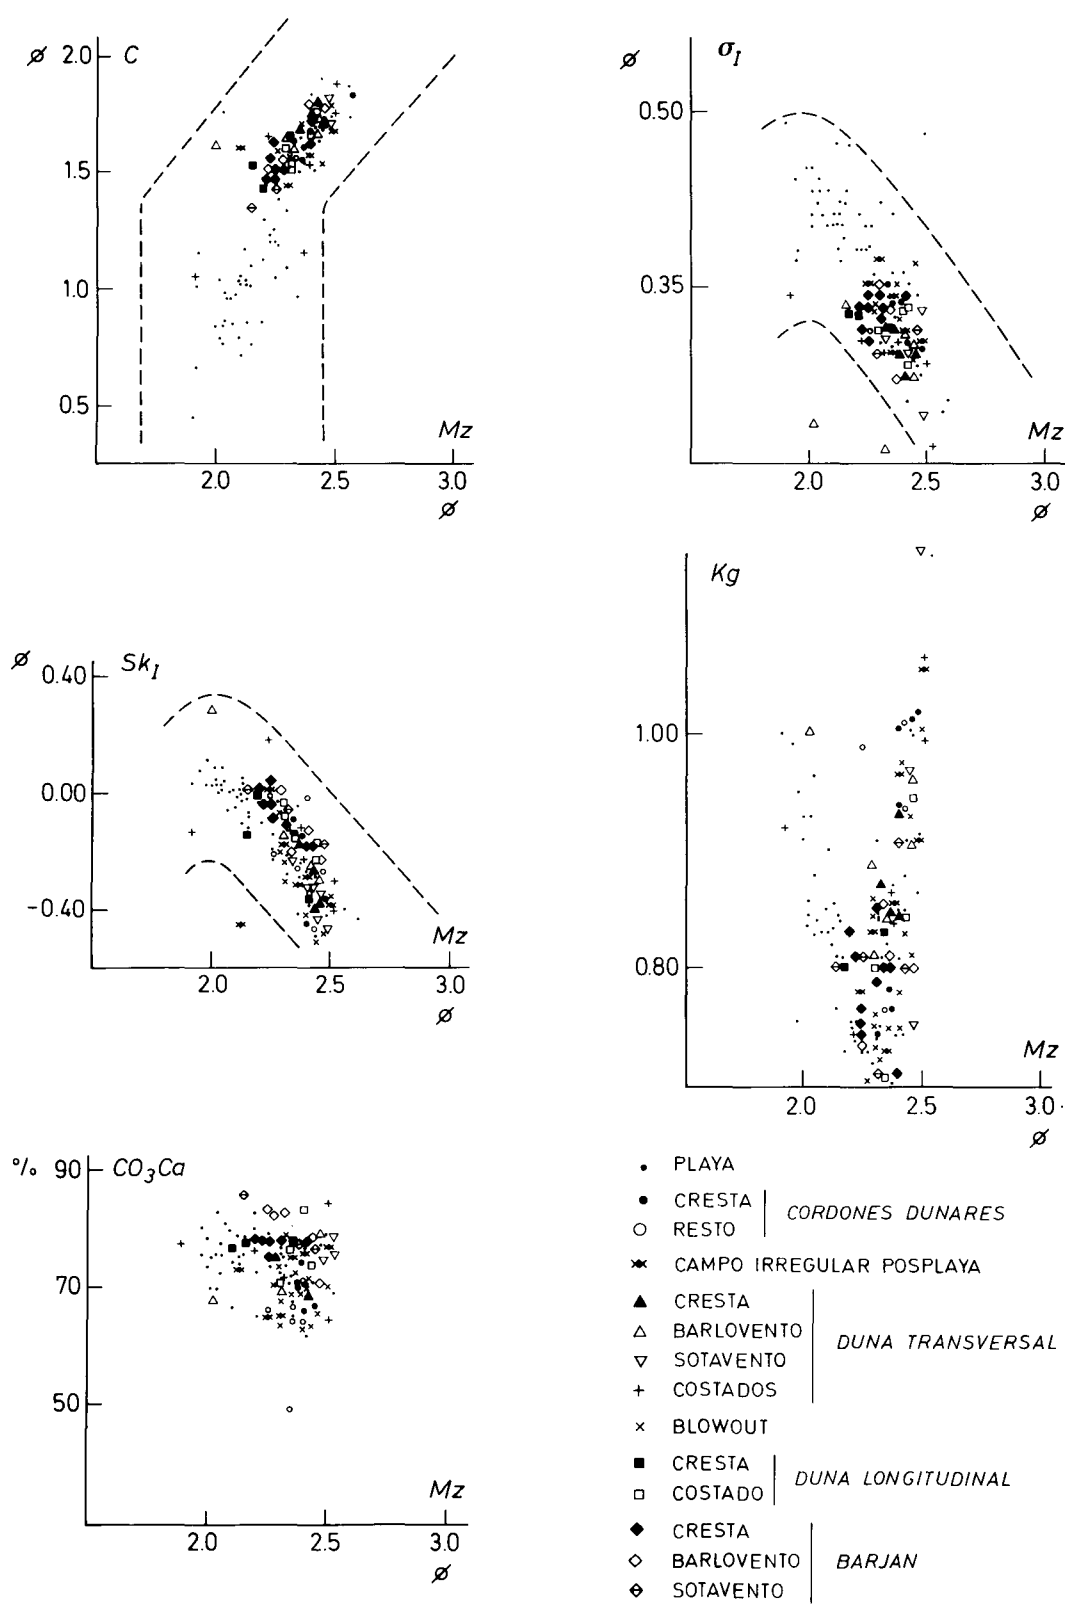 Ø 2.0 C
1.5
1.0
0.5
Mz
2.0 2.5 3.0
Ø
Ø σI
0.50
0.35
Mz
2.0 2.5 3.0
Ø
Ø 0.40 SkI
0.00
-0.40
Mz
2.0 2.5 3.0
Ø
Kg
1.00
0.80
Mz
2.0 2.5 3.0
Ø
% 90 CO3Ca
70
50
Mz
2.0 2.5 3.0
Ø
PLAYA
CRESTA
RESTO
CORDONES DUNARES
CAMPO IRREGULAR POSPLAYA
CRESTA
BARLOVENTO
SOTAVENTO
COSTADOS
DUNA TRANSVERSAL
BLOWOUT
CRESTA
COSTADO
DUNA LONGITUDINAL
CRESTA
BARLOVENTO
SOTAVENTO
BARJAN